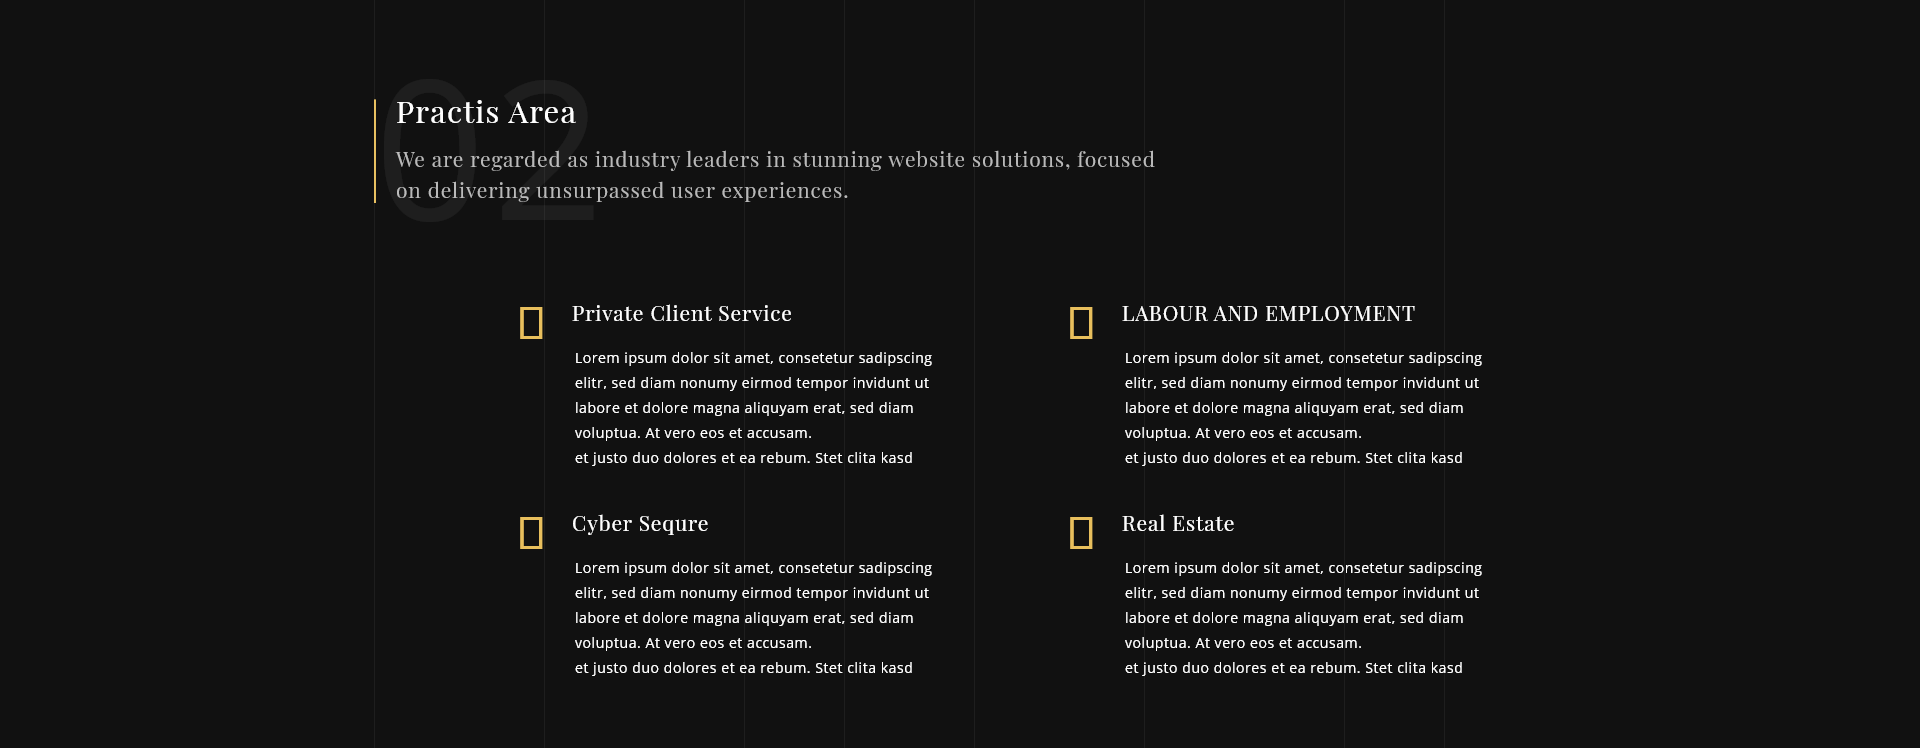 02
Practis Area
We are regarded as industry leaders in stunning website solutions, focused
on delivering unsurpassed user experiences.
Private Client Service
Lorem ipsum dolor sit amet, consetetur sadipscing
elitr, sed diam nonumy eirmod tempor invidunt ut
labore et dolore magna aliquyam erat, sed diam
voluptua. At vero eos et accusam.
et justo duo dolores et ea rebum. Stet clita kasd
LABOUR AND EMPLOYMENT
Lorem ipsum dolor sit amet, consetetur sadipscing
elitr, sed diam nonumy eirmod tempor invidunt ut
labore et dolore magna aliquyam erat, sed diam
voluptua. At vero eos et accusam.
et justo duo dolores et ea rebum. Stet clita kasd
Cyber Sequre
Lorem ipsum dolor sit amet, consetetur sadipscing
elitr, sed diam nonumy eirmod tempor invidunt ut
labore et dolore magna aliquyam erat, sed diam
voluptua. At vero eos et accusam.
et justo duo dolores et ea rebum. Stet clita kasd
Real Estate
Lorem ipsum dolor sit amet, consetetur sadipscing
elitr, sed diam nonumy eirmod tempor invidunt ut
labore et dolore magna aliquyam erat, sed diam
voluptua. At vero eos et accusam.
et justo duo dolores et ea rebum. Stet clita kasd